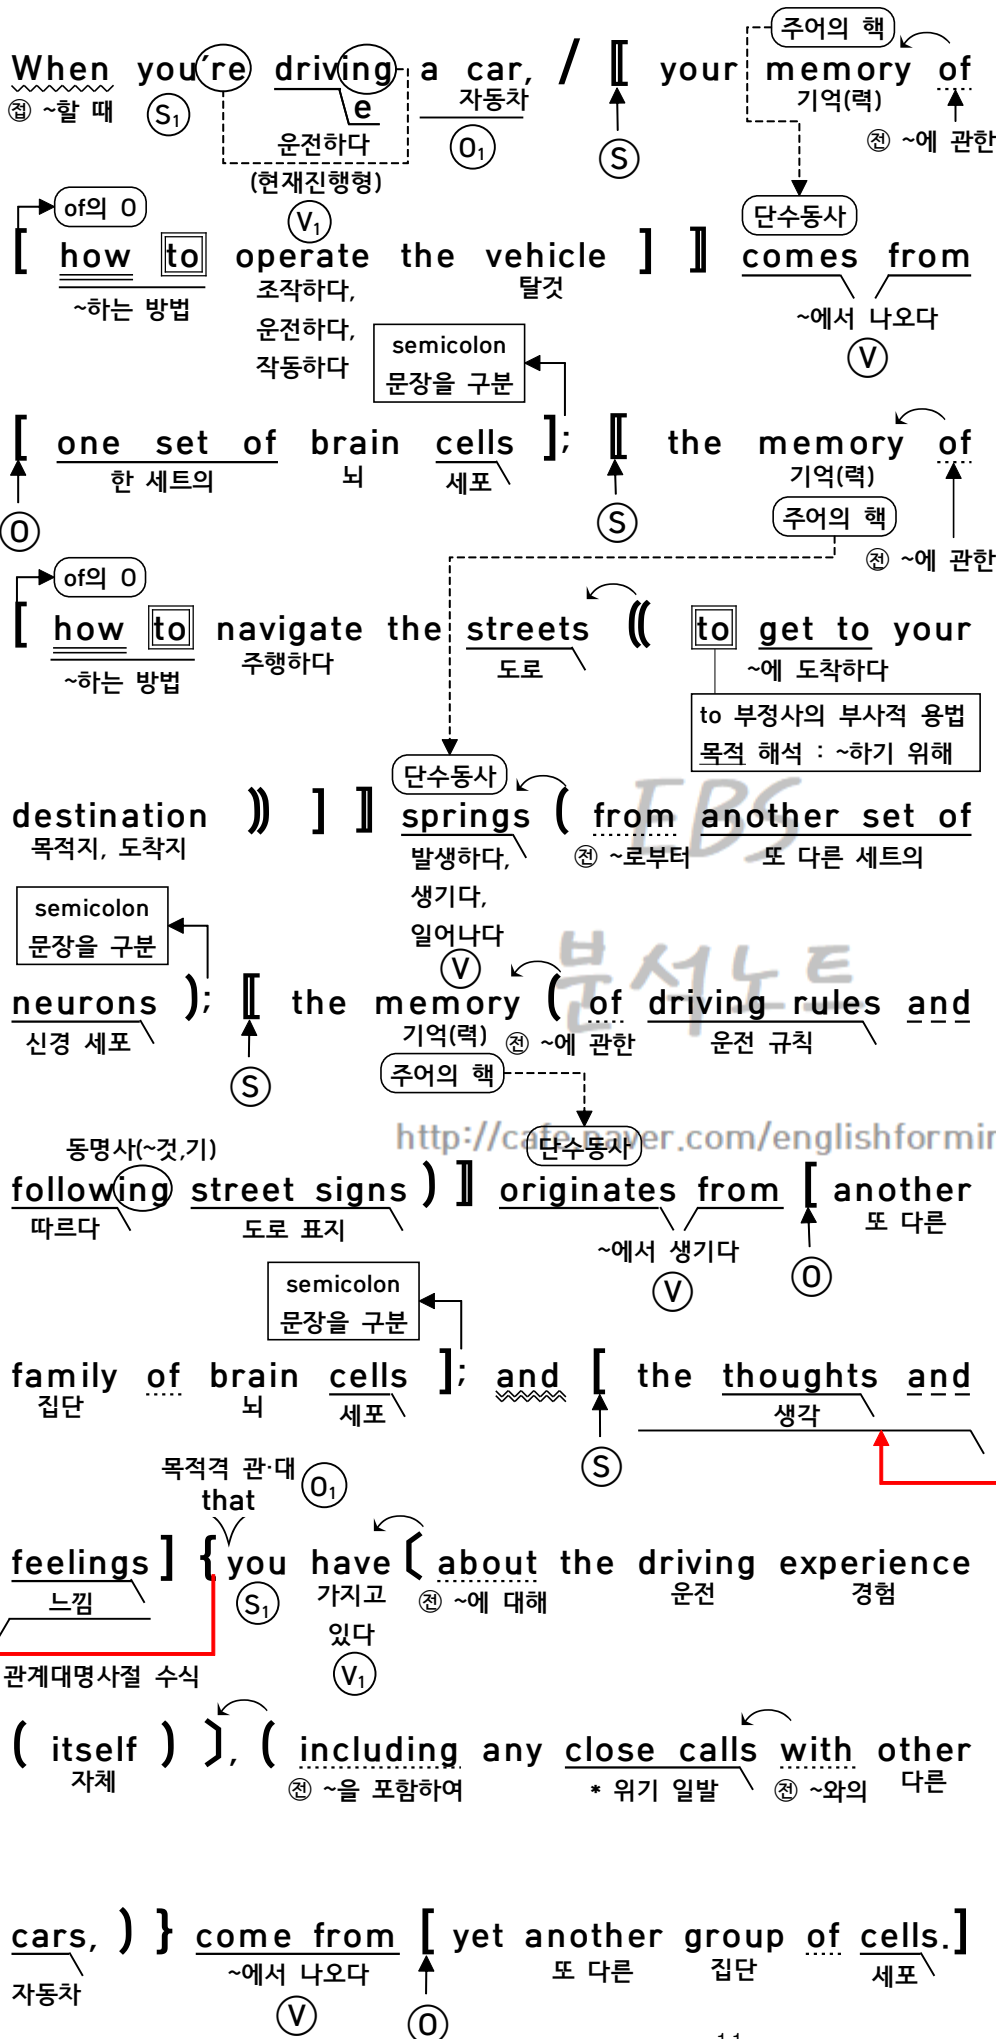 주어의 핵
When you're driving a car, / [[ your memory of
㉘ ~할 때 S₁ e 자동차 기억(력)
운전하다 O₁ S ㉠ ~에 관한
(현재진행형)
of의 O V₁ 단수동사
[ how to operate the vehicle ] ]] comes from
~하는 방법 조작하다, 탈것 ~에서 나오다
운전하다, V
작동하다
semicolon
문장을 구분
[ one set of brain cells ]; [[ the memory of
한 세트의 뇌 세포 기억(력)
O S 주어의 핵 전 ~에 관한
of의 O
[ how to navigate the streets (( to get to your
~하는 방법 주행하다 도로 ~에 도착하다
to 부정사의 부사적 용법
목적 해석 : ~하기 위해
단수동사
EBS
destination )) ] ]] springs ( from another set of
목적지, 도착지 발생하다, 전 ~로부터 또 다른 세트의
생기다,
semicolon 일어나다
문장을 구분 V
분석노트
neurons ); [[ the memory ( of driving rules and
신경 세포 기억(력) 전 ~에 관한 운전 규칙
S 주어의 핵
http://cafe.naver.com/englishformin
동명사(~것,기) 단수동사
following street signs ) ]] originates from [ another
따르다 도로 표지 ~에서 생기다 또 다른
V O
semicolon
문장을 구분
family of brain cells ]; and [ the thoughts and
집단 뇌 세포 생각
S
목적격 관·대 O₁
that
feelings ] { you have 〔 about the driving experience
느낌 S₁ 가지고 전 ~에 대해 운전 경험
있다
관계대명사절 수식 V₁
( itself ) 〕, ( including any close calls with other
자체 전 ~을 포함하여 * 위기 일발 전 ~와의 다른
cars, ) } come from [ yet another group of cells.]
자동차 ~에서 나오다 또 다른 집단 세포
V O